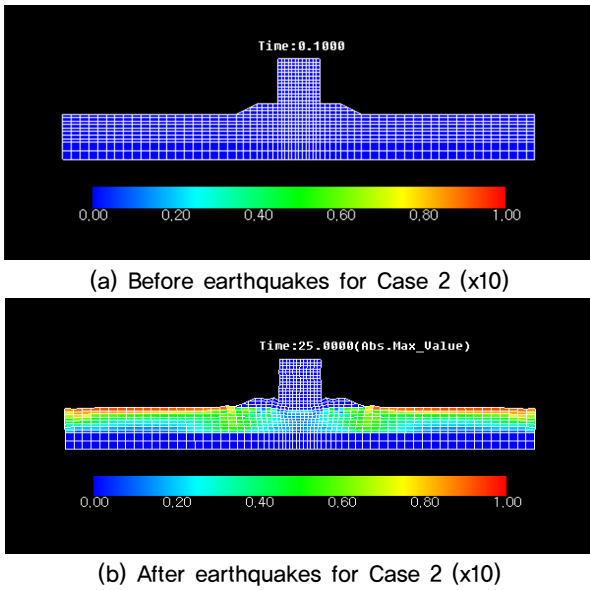 Time:0.1000
0.00 0.20 0.40 0.60 0.80 1.00
(a) Before earthquakes for Case 2 (x10)
Time:25.0000(Abs.Max_Value)
0.00 0.20 0.40 0.60 0.80 1.00
(b) After earthquakes for Case 2 (x10)